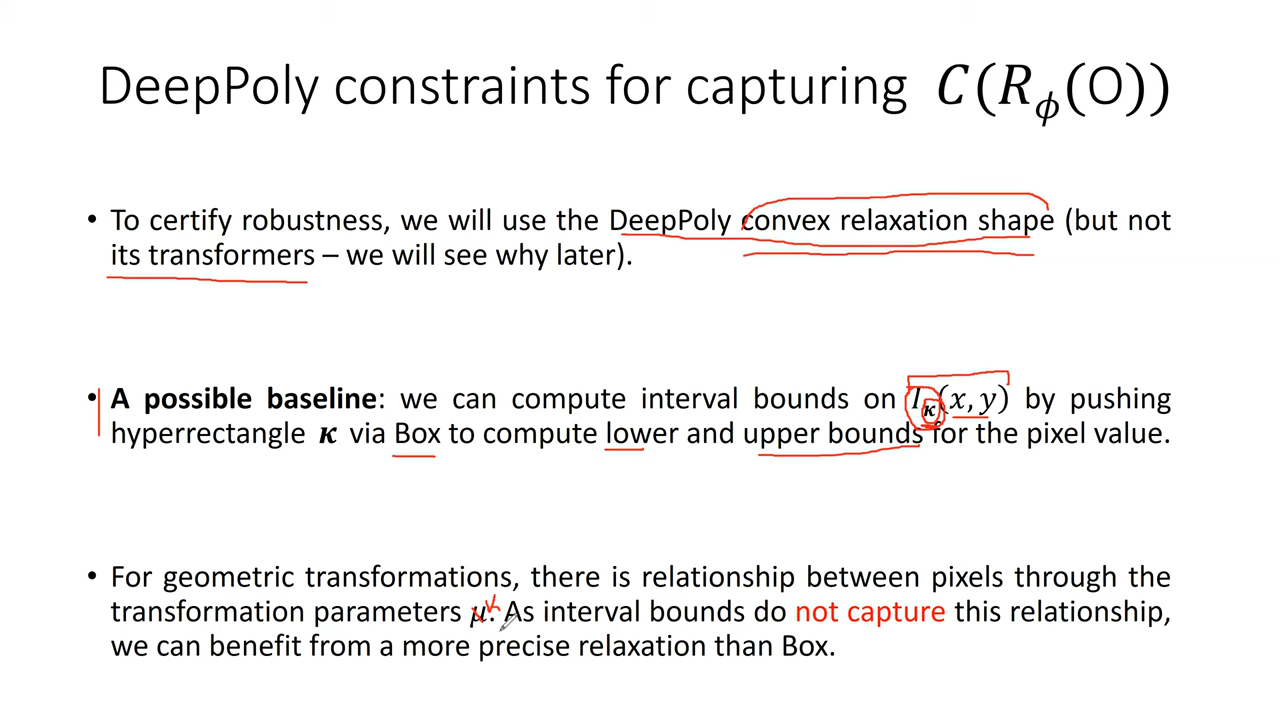 DeepPoly constraints for capturing C(R_ϕ(O))
• To certify robustness, we will use the DeepPoly convex relaxation shape (but not
its transformers – we will see why later).
• A possible baseline: we can compute interval bounds on I_κ(x, y) by pushing
hyperrectangle κ via Box to compute lower and upper bounds for the pixel value.
• For geometric transformations, there is relationship between pixels through the
transformation parameters μ. As interval bounds do not capture this relationship,
we can benefit from a more precise relaxation than Box.